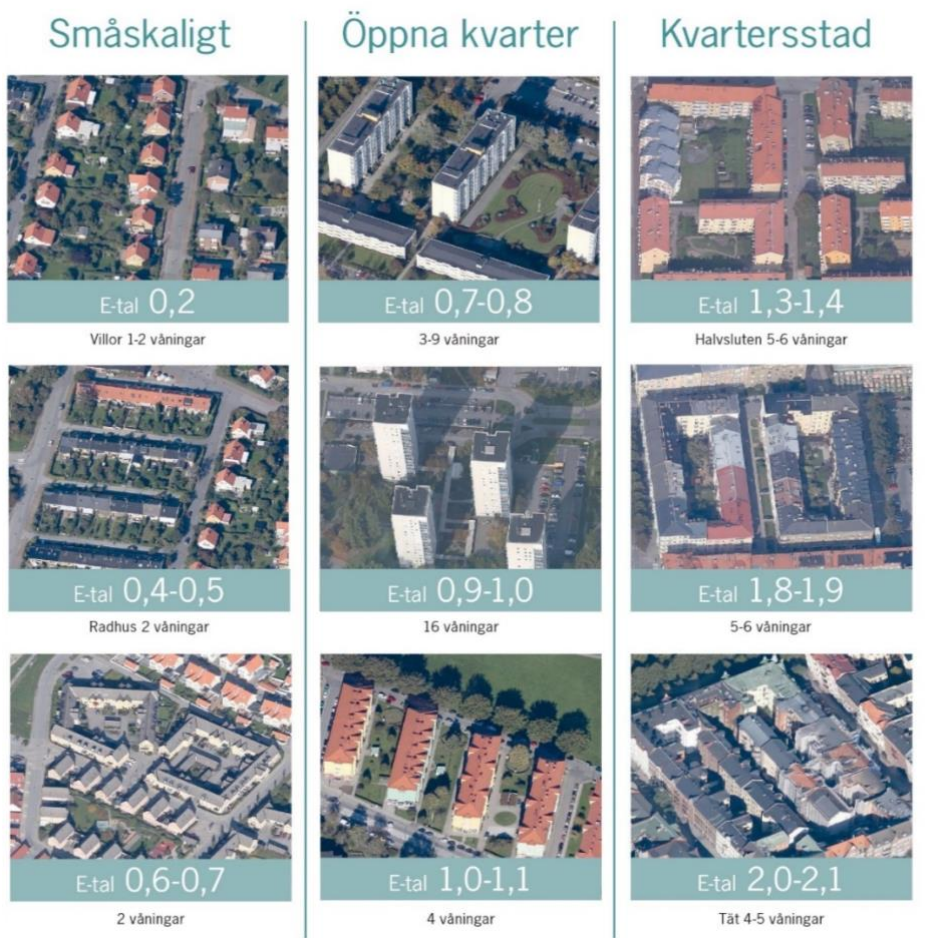 Småskaligt
E-tal 0,2
Villor 1-2 våningar
E-tal 0,4-0,5
Radhus 2 våningar
E-tal 0,6-0,7
2 våningar
Öppna kvarter
E-tal 0,7-0,8
3-9 våningar
E-tal 0,9-1,0
16 våningar
E-tal 1,0-1,1
4 våningar
Kvartersstad
E-tal 1,3-1,4
Halvsluten 5-6 våningar
E-tal 1,8-1,9
5-6 våningar
E-tal 2,0-2,1
Tät 4-5 våningar